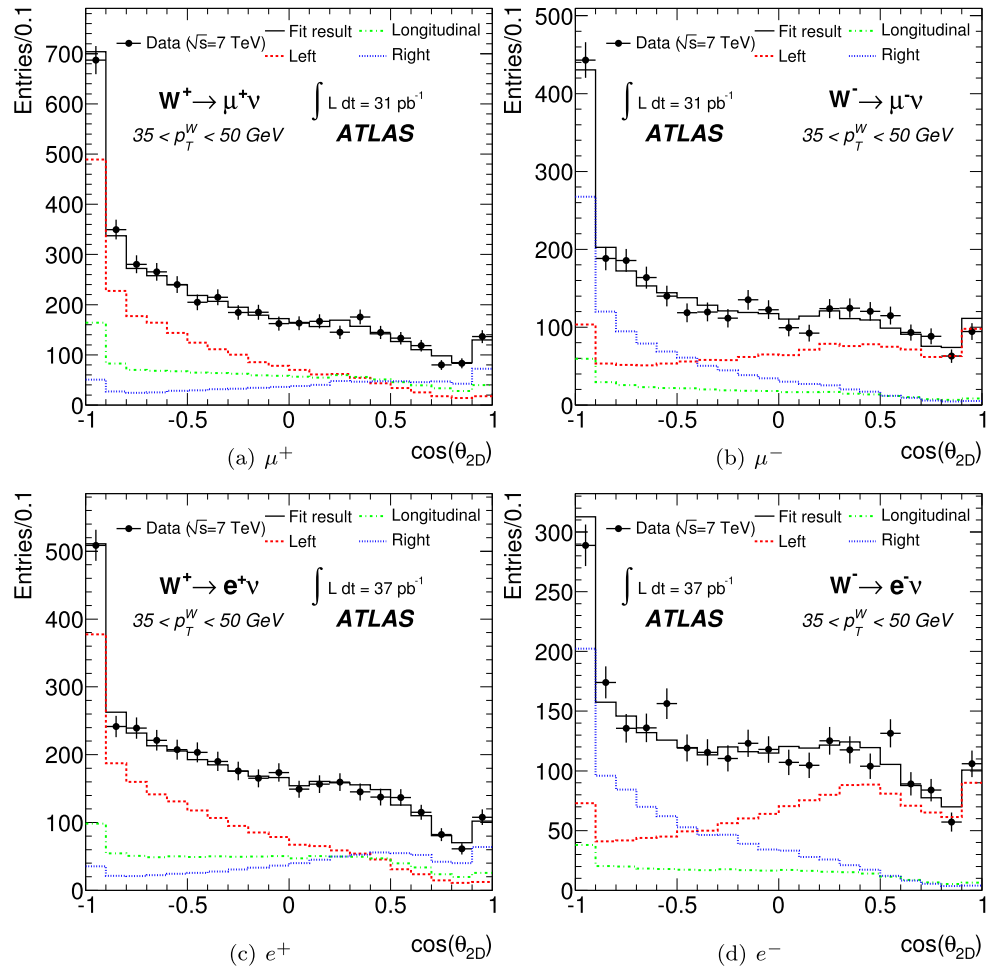 Entries/0.1
700
600
500
400
300
200
100
0
Data (√s=7 TeV)
Fit result
Longitudinal
Left
Right
W⁺→ μ⁺ν
∫ L dt = 31 pb⁻¹
35 < p_T^W < 50 GeV
ATLAS
-1 -0.5 0 0.5 1
cos(θ₂D)
(a) μ⁺
Entries/0.1
500
400
300
200
100
0
Data (√s=7 TeV)
Fit result
Longitudinal
Left
Right
∫ L dt = 31 pb⁻¹
W⁻→ μ⁻ν
ATLAS
35 < p_T^W < 50 GeV
-1 -0.5 0 0.5 1
cos(θ₂D)
(b) μ⁻
Entries/0.1
500
400
300
200
100
0
Data (√s=7 TeV)
Fit result
Longitudinal
Left
Right
W⁺→ e⁺ν
∫ L dt = 37 pb⁻¹
35 < p_T^W < 50 GeV
ATLAS
-1 -0.5 0 0.5 1
cos(θ₂D)
(c) e⁺
Entries/0.1
300
250
200
150
100
50
0
Data (√s=7 TeV)
Fit result
Longitudinal
Left
Right
∫ L dt = 37 pb⁻¹
W⁻→ e⁻ν
ATLAS
35 < p_T^W < 50 GeV
-1 -0.5 0 0.5 1
cos(θ₂D)
(d) e⁻